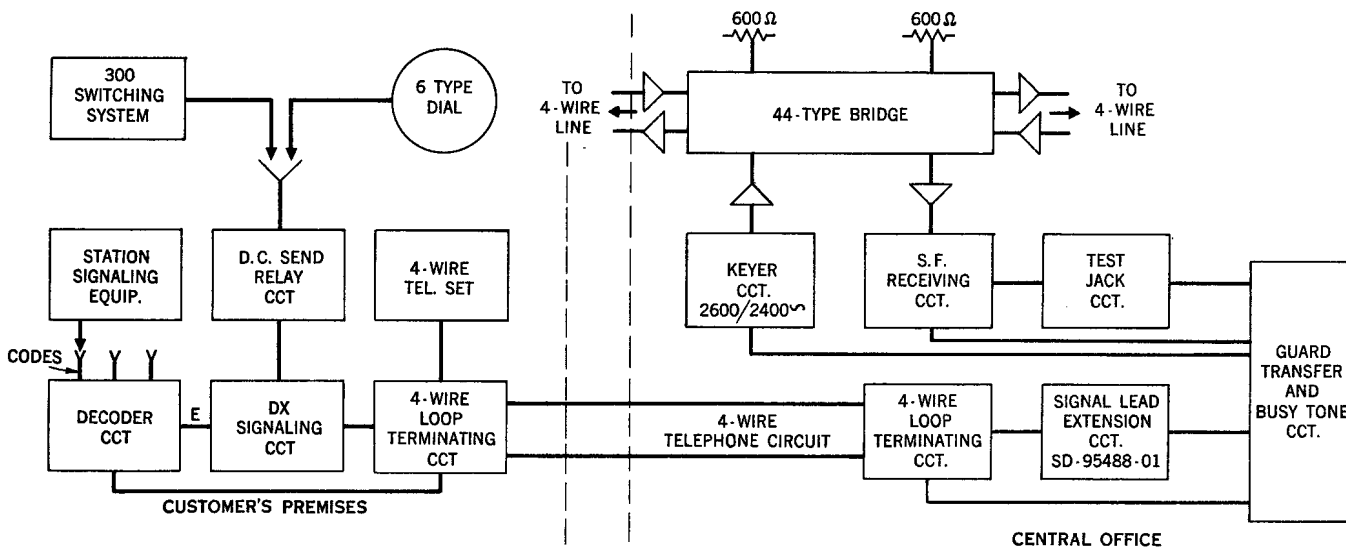 600Ω
600Ω
300
SWITCHING
SYSTEM
6 TYPE
DIAL
TO
4-WIRE
LINE
44-TYPE BRIDGE
TO
4-WIRE
LINE
STATION
SIGNALING
EQUIP.
D.C. SEND
RELAY
CCT
4-WIRE
TEL. SET
KEYER
CCT.
2600/2400~
S.F.
RECEIVING
CCT.
TEST
JACK
CCT.
GUARD
TRANSFER
AND
BUSY TONE
CCT.
CODES
DECODER
CCT
E
DX
SIGNALING
CCT
4-WIRE
LOOP
TERMINATING
CCT
4-WIRE
TELEPHONE CIRCUIT
4-WIRE
LOOP
TERMINATING
CCT.
SIGNAL LEAD
EXTENSION
CCT.
SD-95488-01
CUSTOMER'S PREMISES
CENTRAL OFFICE